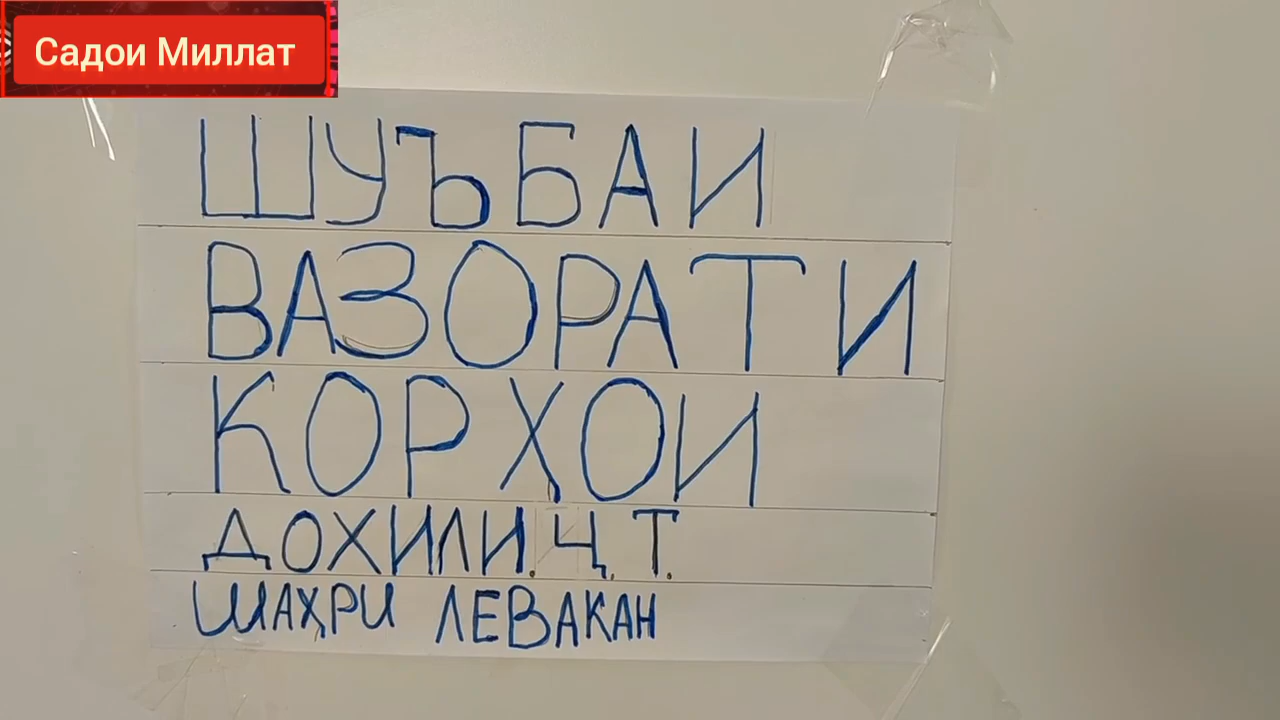 Садои Миллат
ШУЪБАИ
ВАЗОРАТИ
КОРҲОИ
ДОХИЛИ. Ҷ. Т.
ШАҲРИ ЛЕВАКАН